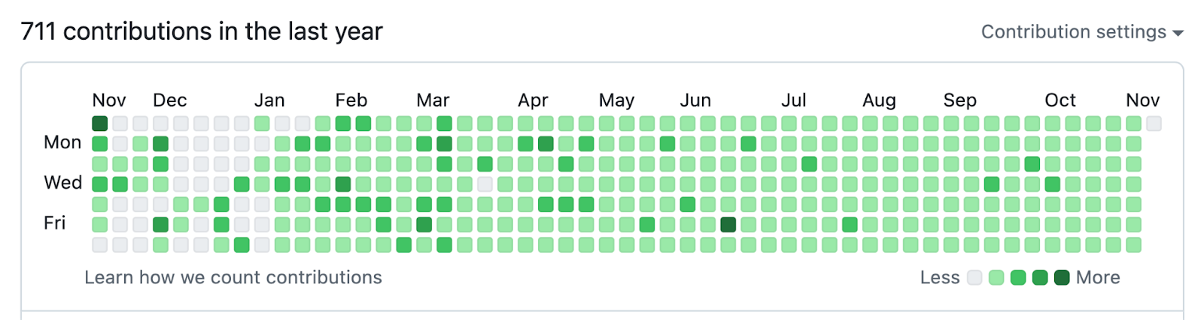 711 contributions in the last year
Contribution settings
Nov Dec Jan Feb Mar Apr May Jun Jul Aug Sep Oct Nov
Mon
Wed
Fri
Learn how we count contributions
Less More